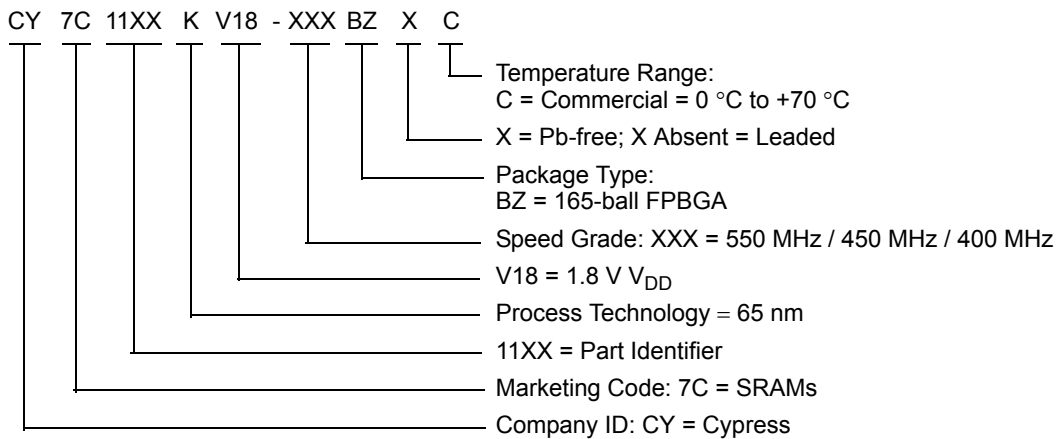 CY 7C 11XX K V18 - XXX BZ X C
Temperature Range:
C = Commercial = 0 °C to +70 °C
X = Pb-free; X Absent = Leaded
Package Type:
BZ = 165-ball FPBGA
Speed Grade: XXX = 550 MHz / 450 MHz / 400 MHz
V18 = 1.8 V VDD
Process Technology = 65 nm
11XX = Part Identifier
Marketing Code: 7C = SRAMs
Company ID: CY = Cypress